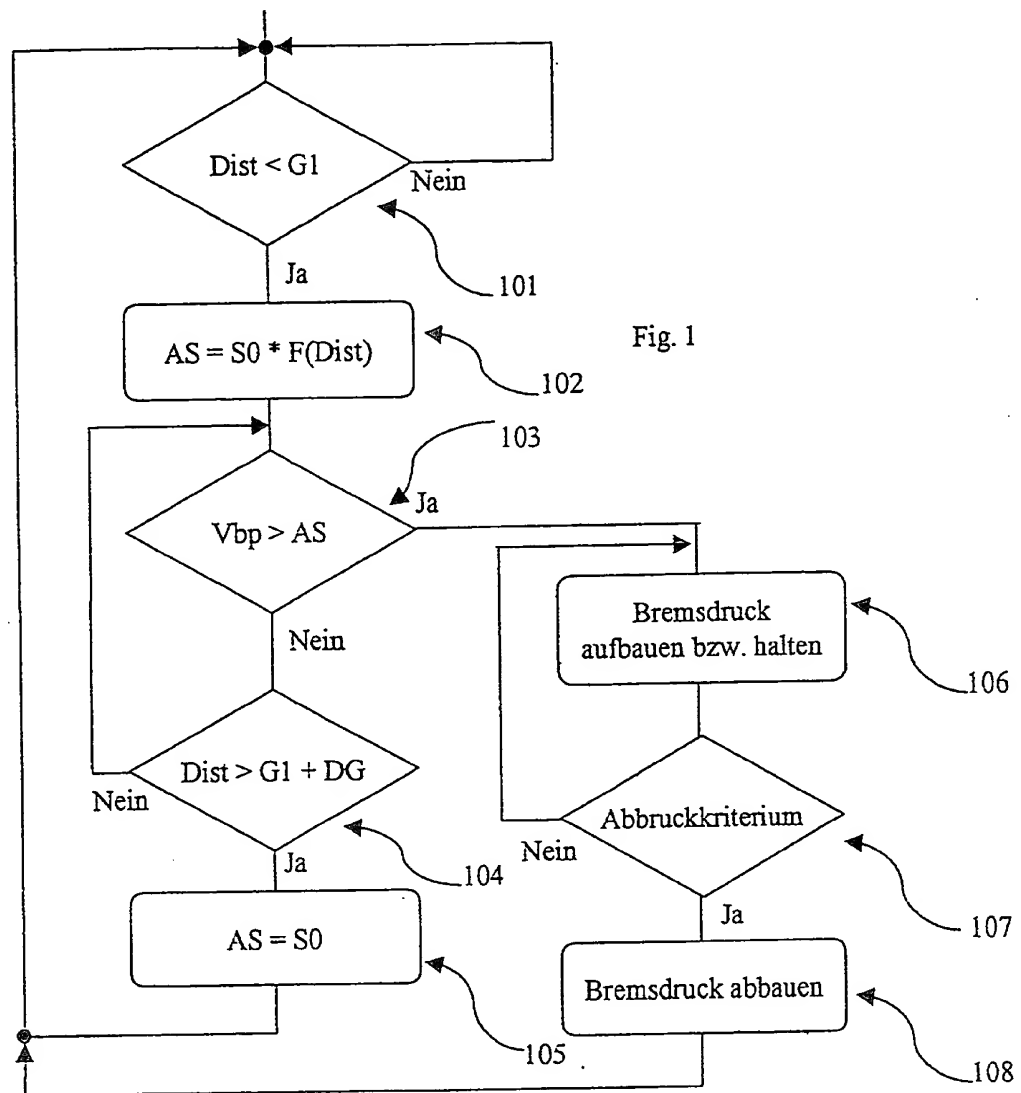 Dist < G1
Nein
Ja
101
AS = S0 * F(Dist)
Fig. 1
102
103
Ja
Vbp > AS
Nein
Bremsdruck
aufbauen bzw. halten
106
Dist > G1 + DG
Nein
Abbruckkriterium
Nein
Ja
104
107
AS = S0
Ja
Bremsdruck abbauen
105
108